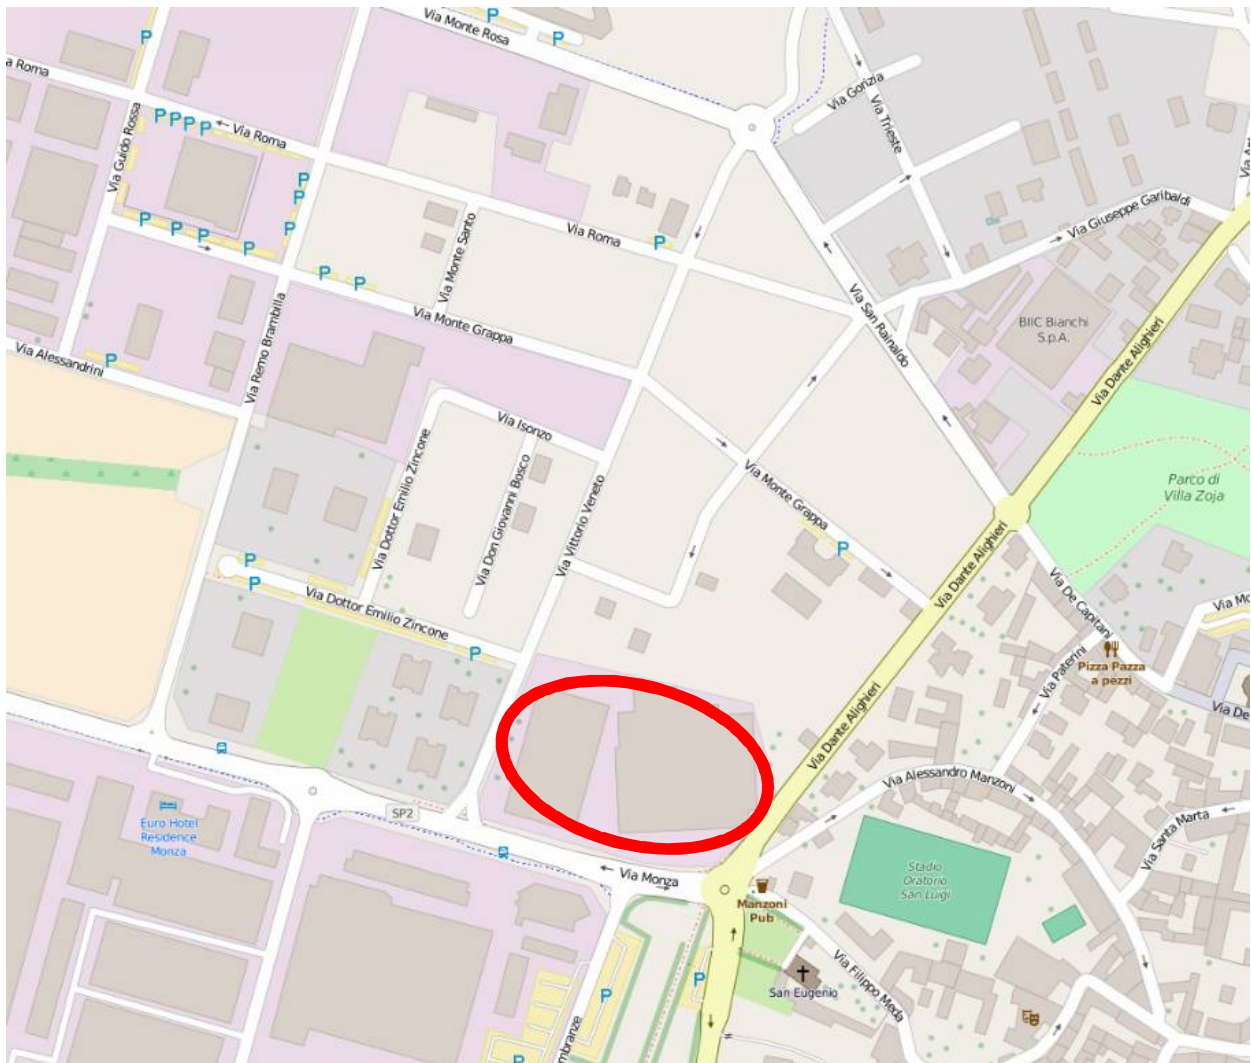 Via Monte Rosa
P
P
P
a Roma
Via Guido Rossa
P
P
P
P
Via Roma
Via Gorizia
Via Trieste
P
P
P
P
P
P
P
Via Monte Santo
Via Roma
P
Via Giuseppe Garibaldi
P
P
Via Remo Brambilla
Via Monte Grappa
Via San Rainaldo
BIIC Bianchi
S.p.A.
Via Dante Alighieri
Via Alessandrini
P
Via Isonzo
Via Dottor Emilio Zincone
Via Don Giovanni Bosco
Via Vittorio Veneto
Via Monte Grappa
P
Parco di
Villa Zoja
Via Dante Alighieri
P
P
Via Dottor Emilio Zincone
P
Via De Capitani
Via Mo
Pizza Pazza
a pezzi
Via Paterini
Via De
Via Dante Alighieri
Via Alessandro Manzoni
Via Santa Marta
SP2
Euro Hotel
Residence
Monza
Via Monza
Manzoni
Pub
Stadio
Oratorio
San Luigi
Via Filippo Meda
San Eugenio
P
P
P
mbranze